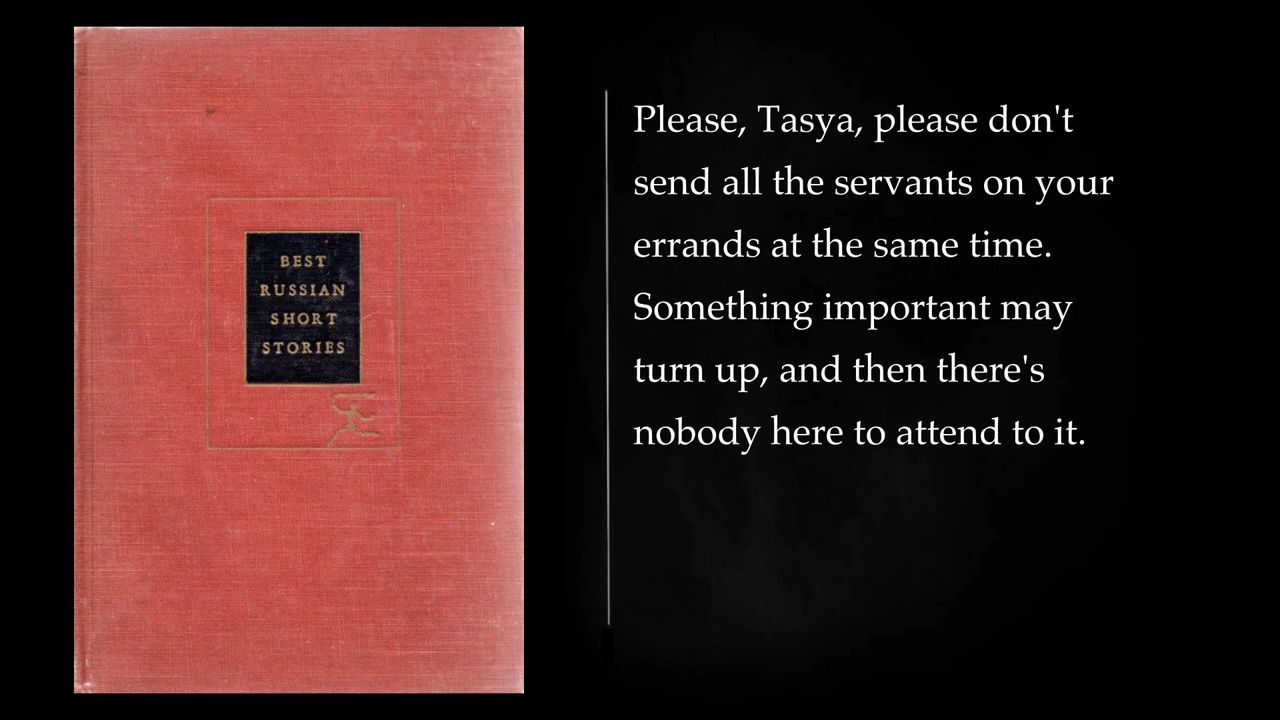 BEST
RUSSIAN
SHORT
STORIES
Please, Tasya, please don't
send all the servants on your
errands at the same time.
Something important may
turn up, and then there's
nobody here to attend to it.